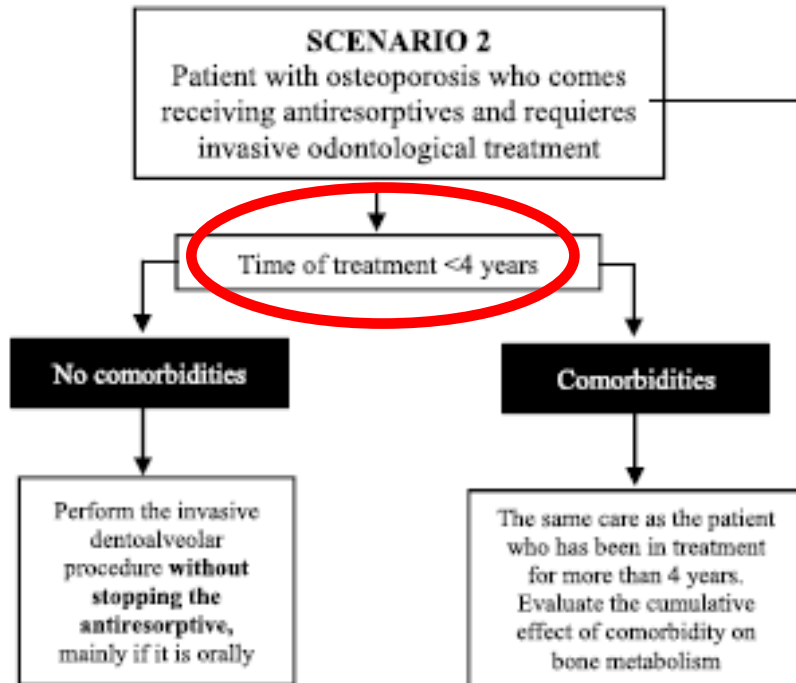 SCENARIO 2
Patient with osteoporosis who comes
receiving antiresorptives and requieres
invasive odontological treatment
Time of treatment <4 years
No comorbidities
Comorbidities
Perform the invasive
dentoalveolar
procedure without
stopping the
antiresorptive,
mainly if it is orally
The same care as the patient
who has been in treatment
for more than 4 years.
Evaluate the cumulative
effect of comorbidity on
bone metabolism